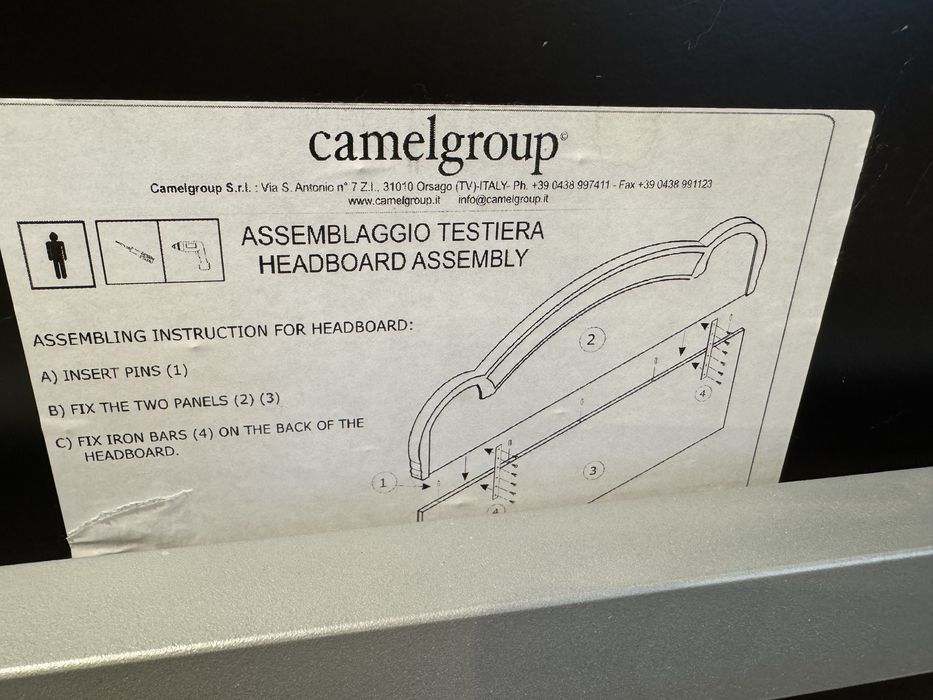 camelgroup©
Camelgroup S.r.l. : Via S. Antonio n° 7 Z.I., 31010 Orsago (TV)-ITALY- Ph. +39 0438 997411 - Fax +39 0438 991123
www.camelgroup.it info@camelgroup.it
ASSEMBLAGGIO TESTIERA
HEADBOARD ASSEMBLY
ASSEMBLING INSTRUCTION FOR HEADBOARD:
A) INSERT PINS (1)
B) FIX THE TWO PANELS (2) (3)
C) FIX IRON BARS (4) ON THE BACK OF THE
HEADBOARD.
2
4
3
1
4